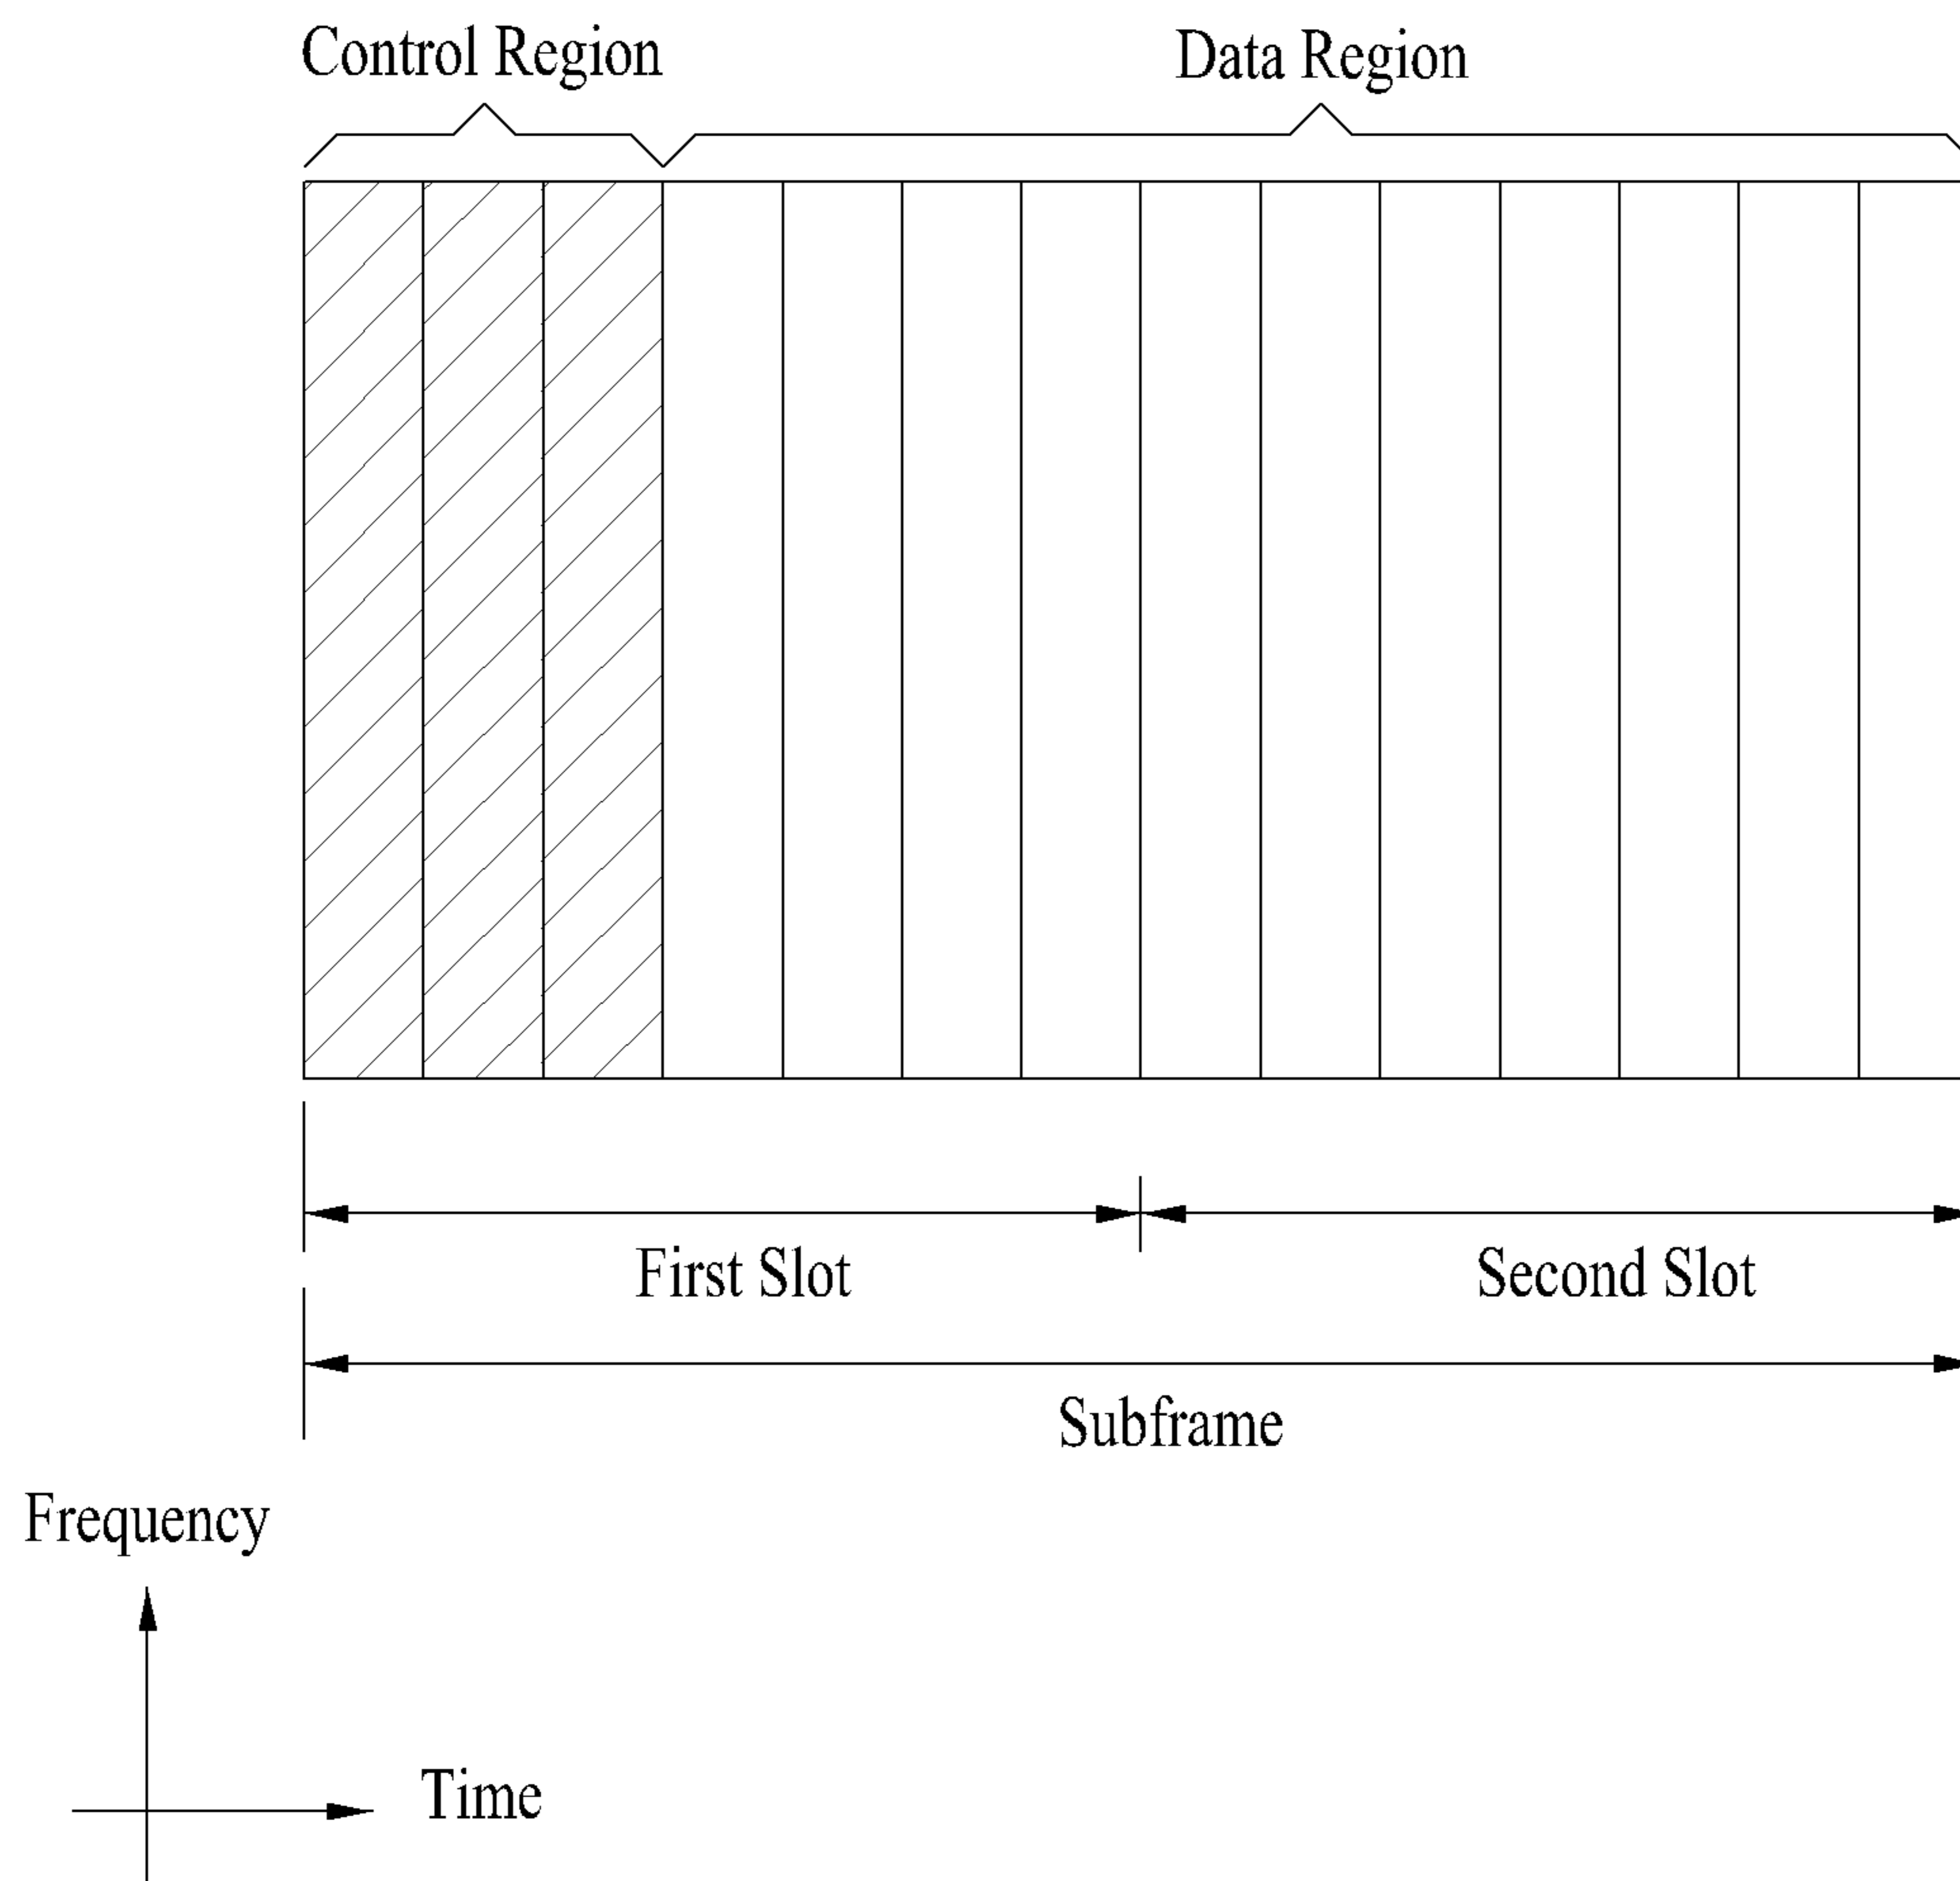 Control Region
Data Region
First Slot
Second Slot
Subframe
Frequency
Time